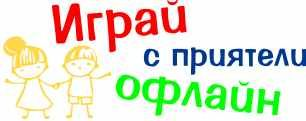 Играй
с приятели
офлайн